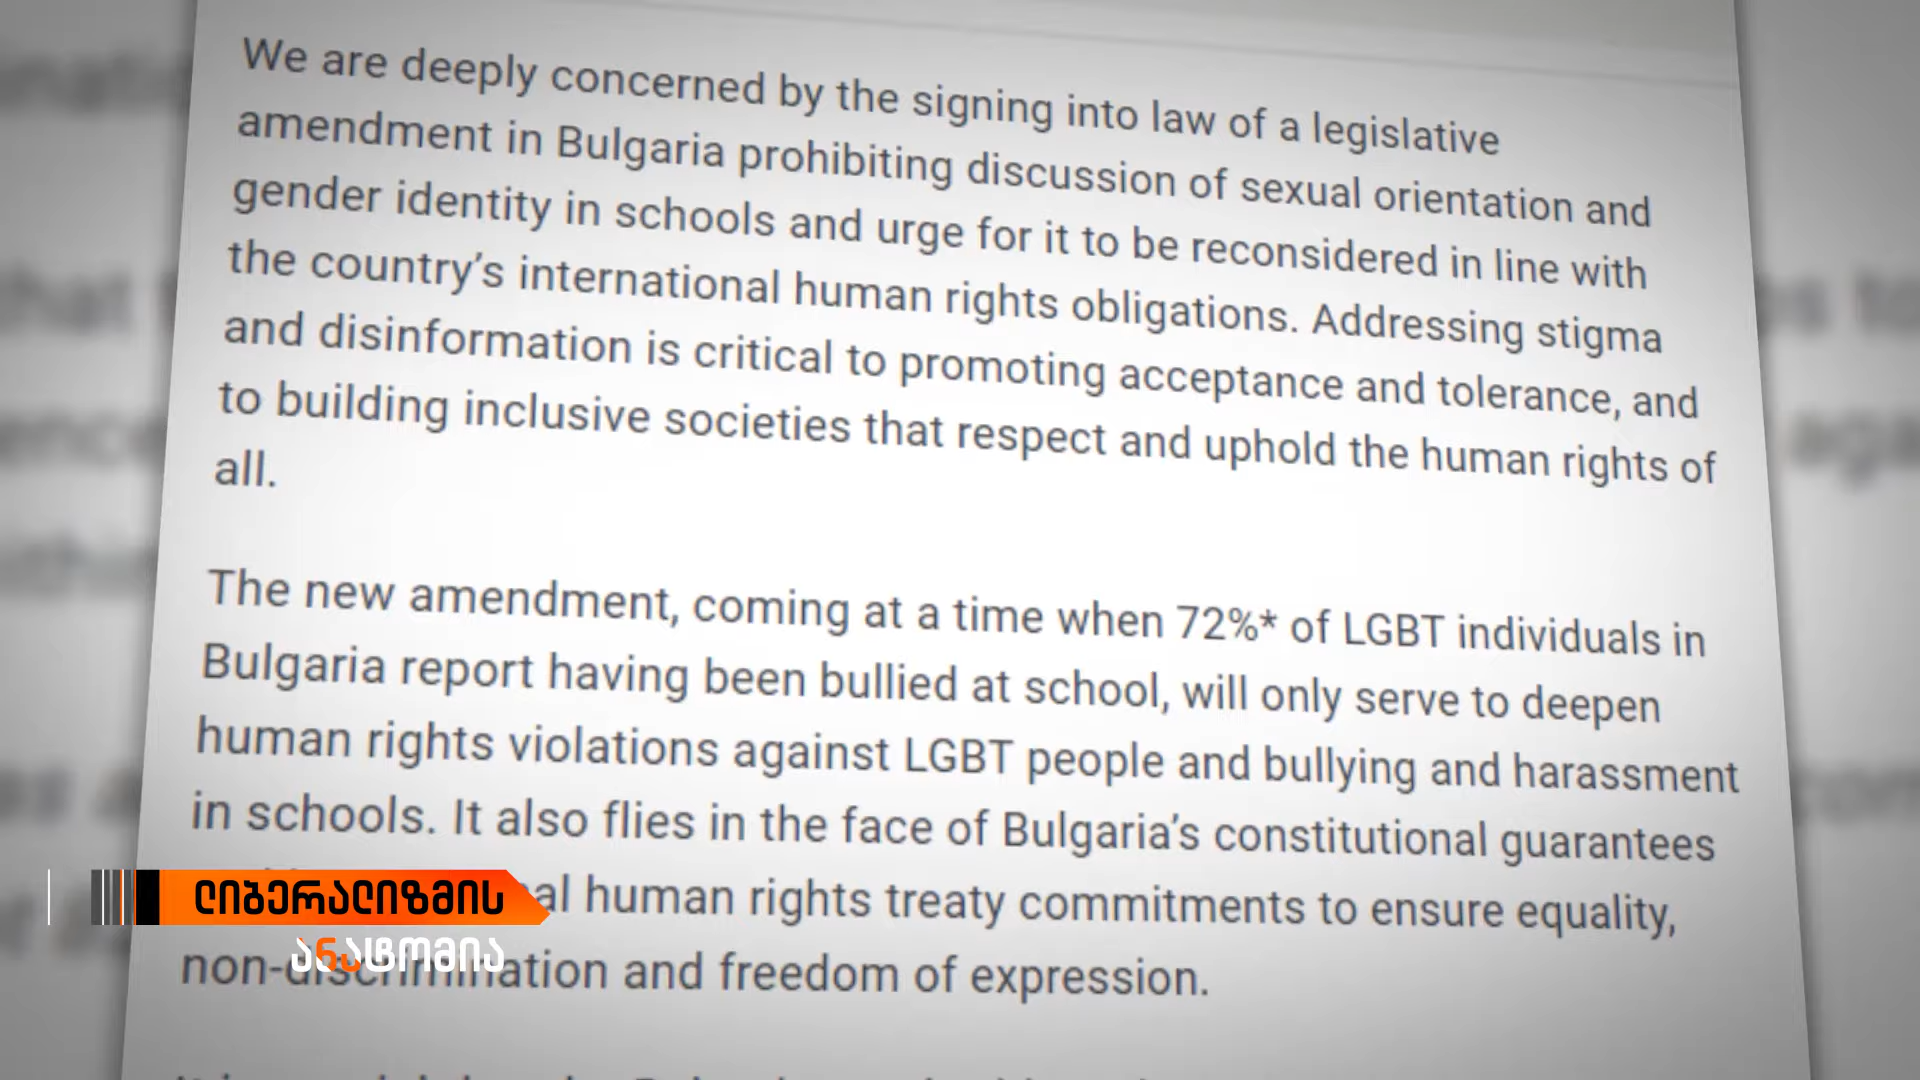 We are deeply concerned by the signing into law of a legislative
amendment in Bulgaria prohibiting discussion of sexual orientation and
gender identity in schools and urge for it to be reconsidered in line with
the country’s international human rights obligations. Addressing stigma
and disinformation is critical to promoting acceptance and tolerance, and
to building inclusive societies that respect and uphold the human rights of
all.
The new amendment, coming at a time when 72%* of LGBT individuals in
Bulgaria report having been bullied at school, will only serve to deepen
human rights violations against LGBT people and bullying and harassment
in schools. It also flies in the face of Bulgaria’s constitutional guarantees
human rights treaty commitments to ensure equality,
non-discrimination and freedom of expression.
ლიბერალიზმის
ანატომია